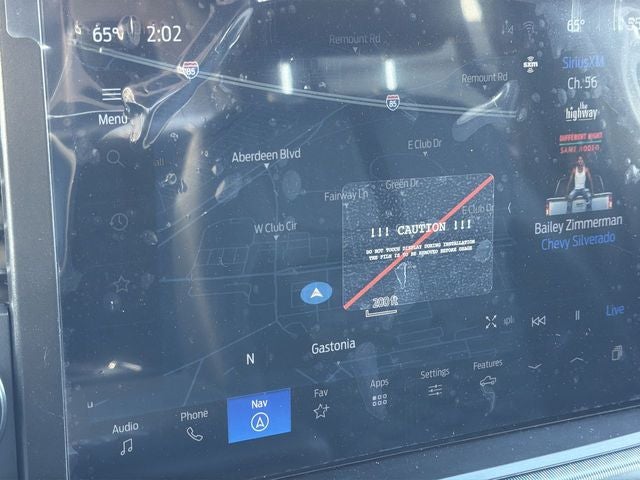 65°
2:02
65°
Remount Rd
85
Remount Rd
85
sxm
SiriusXM
Ch. 56
the
highway
Menu
all
DIFFERENT NIGHT
SAME RODEO
E Club Dr
Aberdeen Blvd
Green Dr
Fairway Ln
E Club Dr
W Club Cir
!!! CAUTION !!!
DO NOT TOUCH DISPLAY DURING INSTALLATION
THE FILM IS TO BE REMOVED BEFORE USAGE
Bailey Zimmerman
Chevy Silverado
200 ft
Live
Gastonia
N
Audio
Phone
Nav
Fav
Apps
Settings
Features